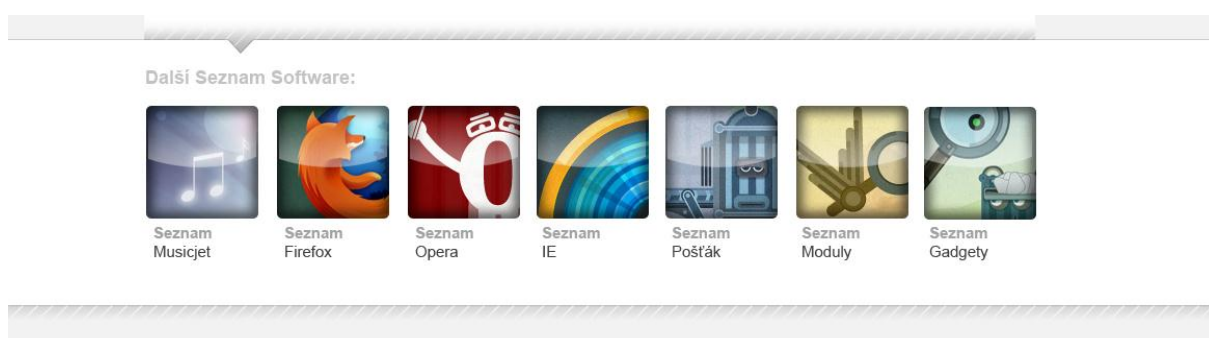 Další Seznam Software:
Seznam
Musicjet
Seznam
Firefox
Seznam
Opera
Seznam
IE
Seznam
Pošťák
Seznam
Moduly
Seznam
Gadgety